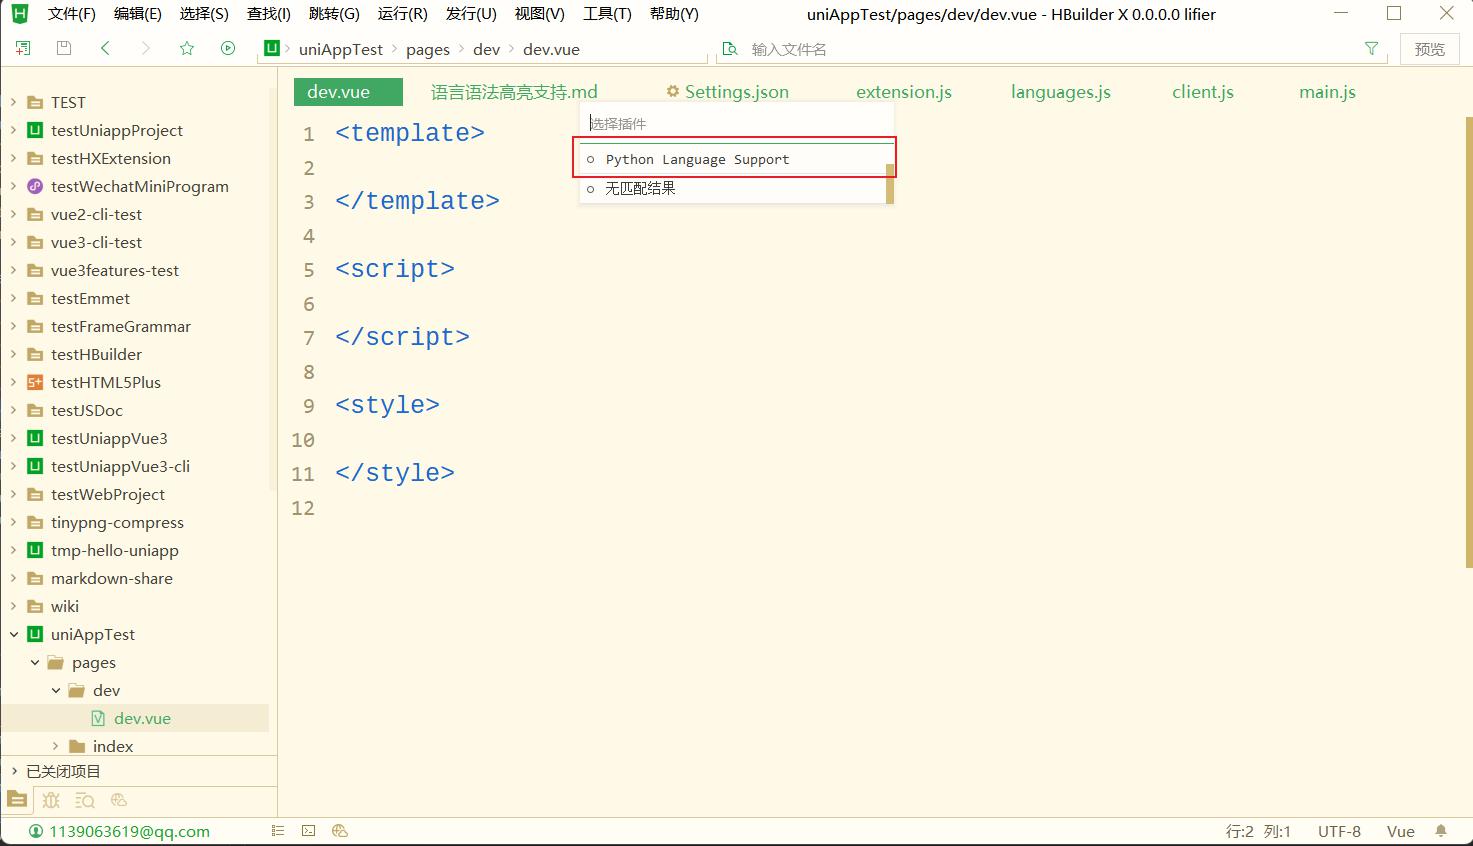 文件(F) 编辑(E) 选择(S) 查找(I) 跳转(G) 运行(R) 发行(U) 视图(V) 工具(T) 帮助(Y) uniAppTest/pages/dev/dev.vue - HBuilder X 0.0.0.0 lifier
uniAppTest pages dev dev.vue 输入文件名 预览
dev.vue 语言语法高亮支持.md Settings.json extension.js languages.js client.js main.js
选择插件
Python Language Support
无匹配结果
1 <template>
2
3 </template>
4
5 <script>
6
7 </script>
8
9 <style>
10
11 </style>
12
TEST
testUniappProject
testHXExtension
testWechatMiniProgram
vue2-cli-test
vue3-cli-test
vue3features-test
testEmmet
testFrameGrammar
testHBuilder
testHTML5Plus
testJSDoc
testUniappVue3
testUniappVue3-cli
testWebProject
tinypng-compress
tmp-hello-uniapp
markdown-share
wiki
uniAppTest
pages
dev
dev.vue
index
已关闭项目
1139063619@qq.com 行:2 列:1 UTF-8 Vue